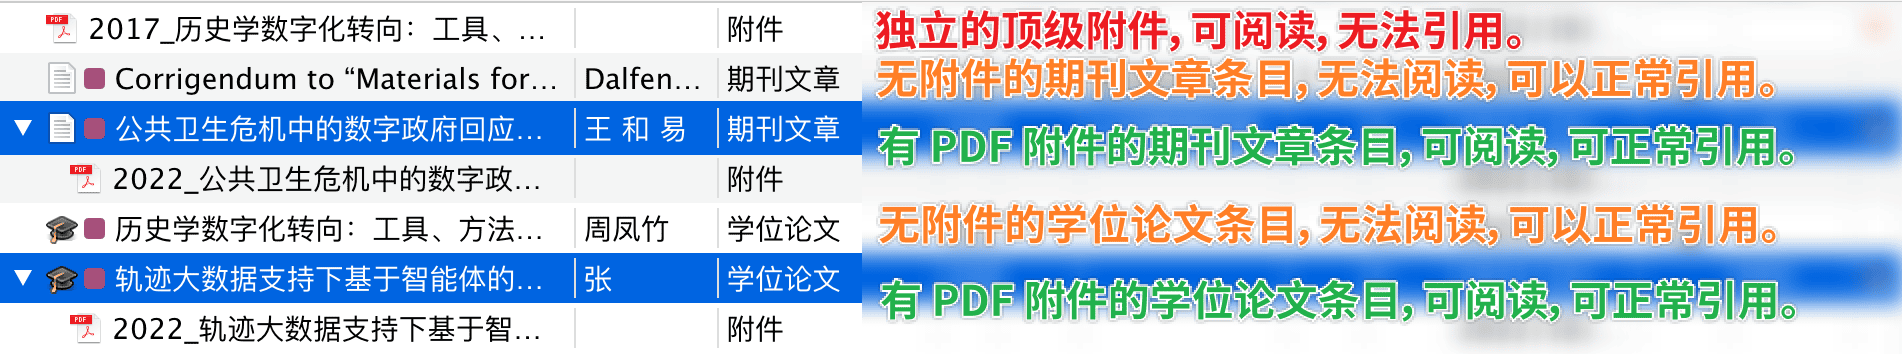 2017_历史学数字化转向：工具、... 附件 独立的顶级附件，可阅读，无法引用。
Corrigendum to “Materials for... Dalfen... 期刊文章 无附件的期刊文章条目，无法阅读，可以正常引用。
公共卫生危机中的数字政府回应... 王 和 易 期刊文章 有 PDF 附件的期刊文章条目，可阅读，可正常引用。
2022_公共卫生危机中的数字政... 附件
历史学数字化转向：工具、方法... 周凤竹 学位论文 无附件的学位论文条目，无法阅读，可以正常引用。
轨迹大数据支持下基于智能体的... 张 学位论文 有 PDF 附件的学位论文条目，可阅读，可正常引用。
2022_轨迹大数据支持下基于智... 附件